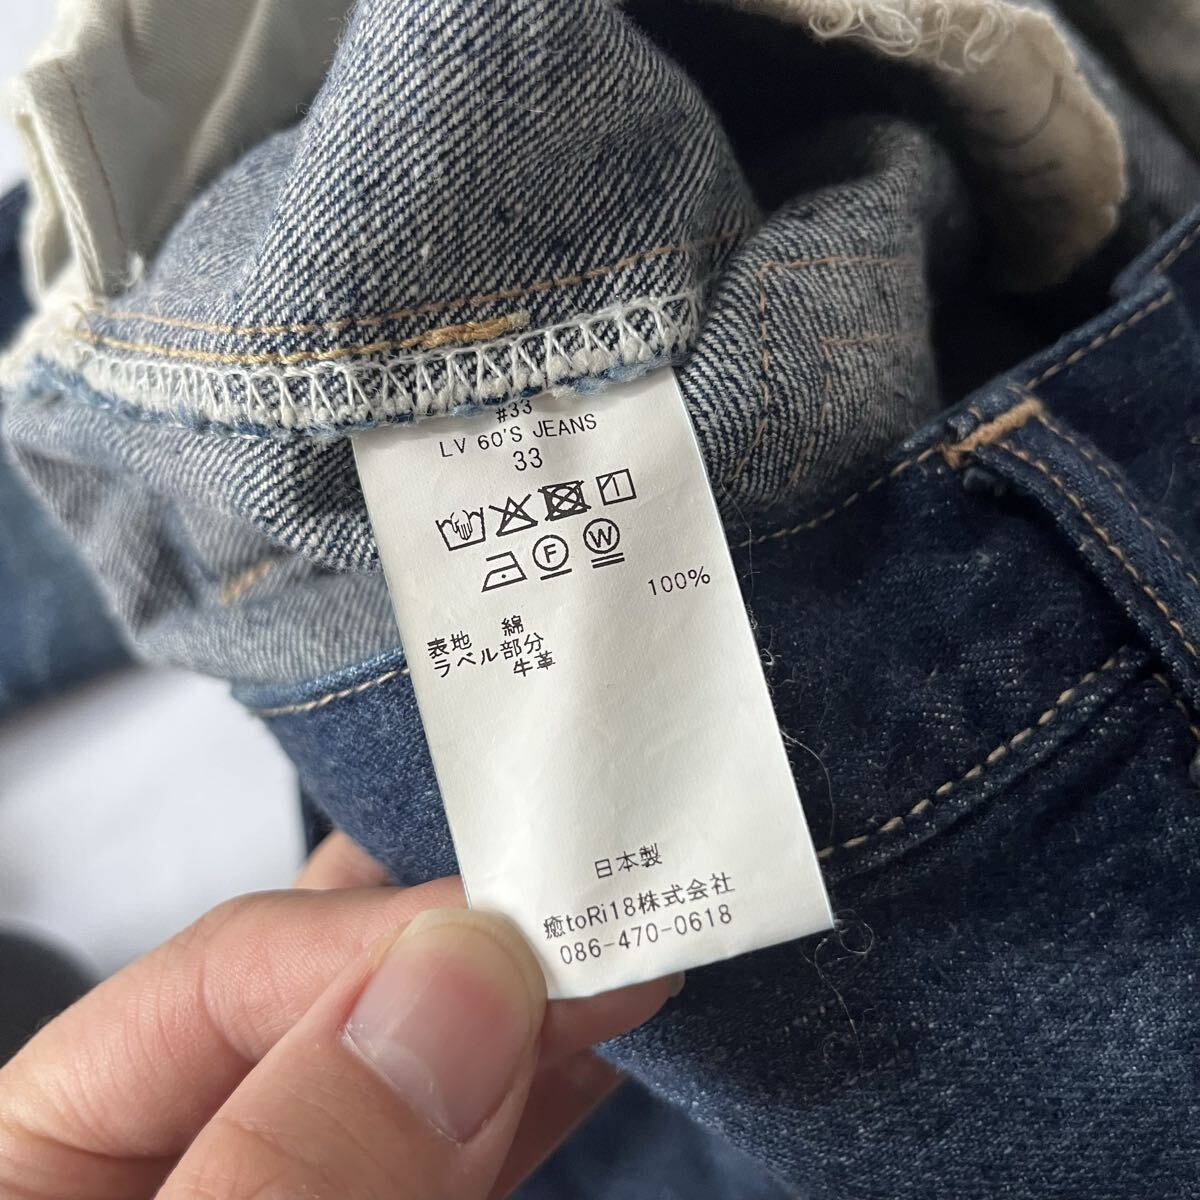 #33
LV 60'S JEANS
33
F W
100%
表地 綿
ラベル部分
牛革
日本製
癒toRi18株式会社
086-470-0618